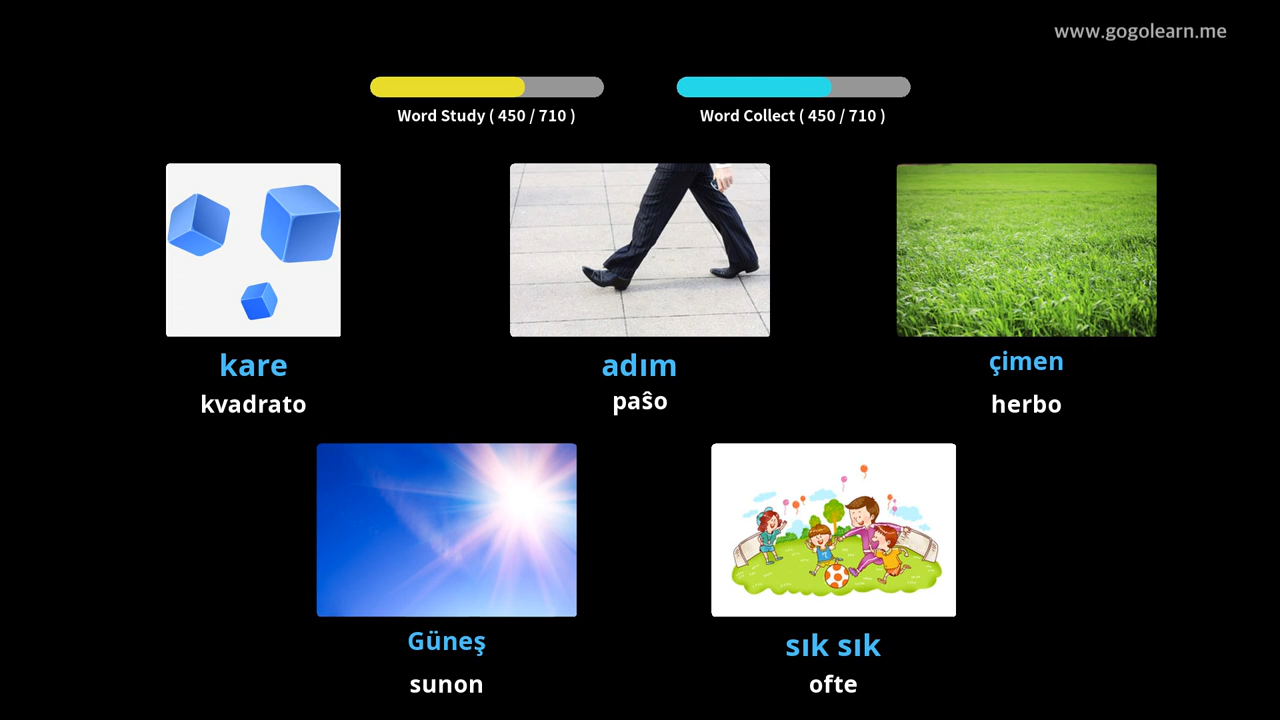 www.gogolearn.me
Word Study ( 450 / 710 )
Word Collect ( 450 / 710 )
kare
kvadrato
adım
paŝo
çimen
herbo
Güneş
sunon
sık sık
ofte